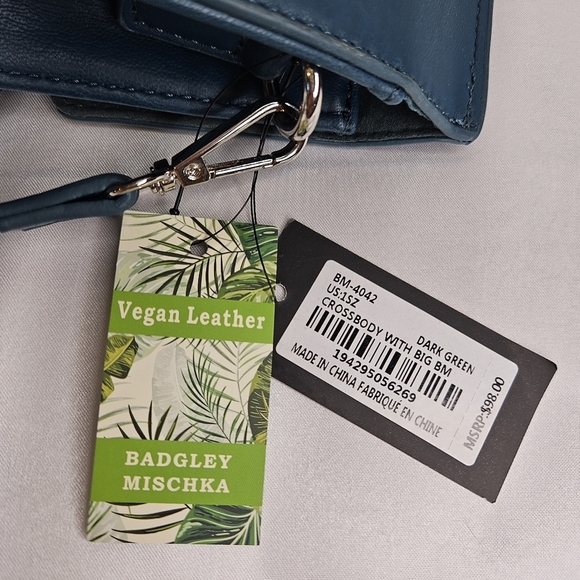 Vegan Leather
BADGLEY
MISCHKA
BM-4042
US:1SZ DARK GREEN
CROSSBODY WITH BIG BM
194295056269
MADE IN CHINA FABRIQUÉ EN CHINE
MSRP:$98.00